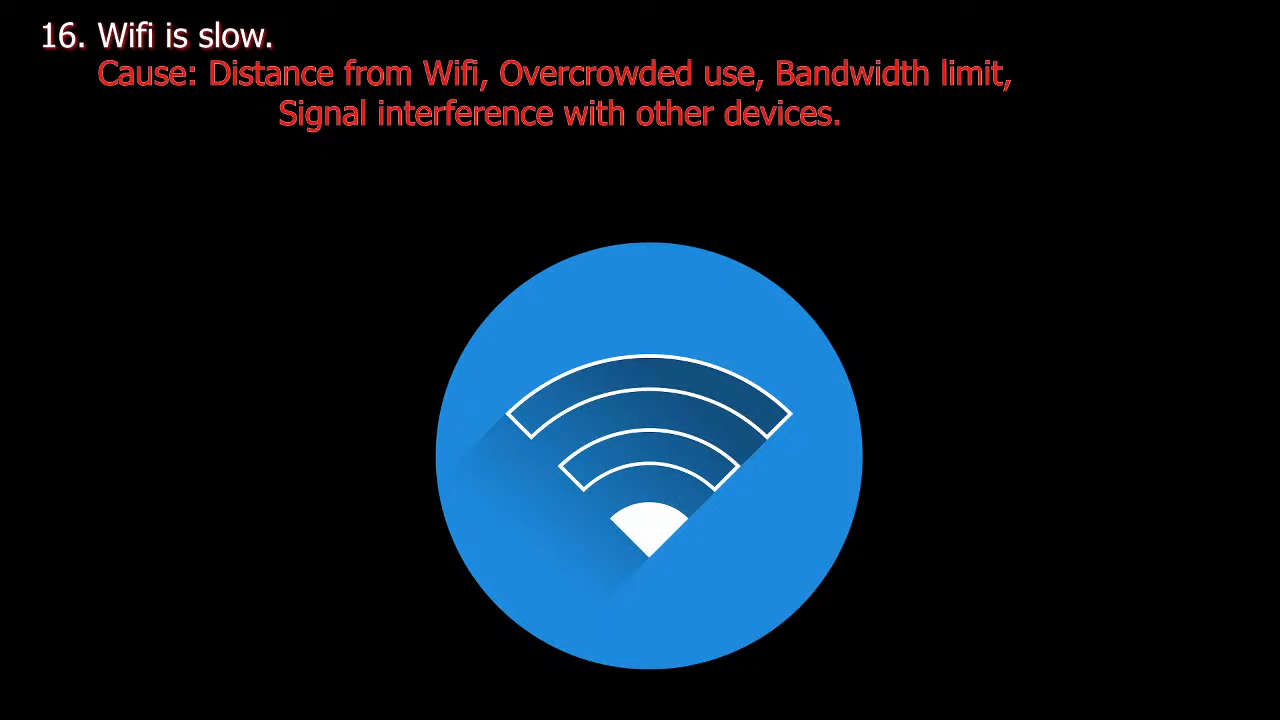 16. Wifi is slow.
Cause: Distance from Wifi, Overcrowded use, Bandwidth limit,
Signal interference with other devices.